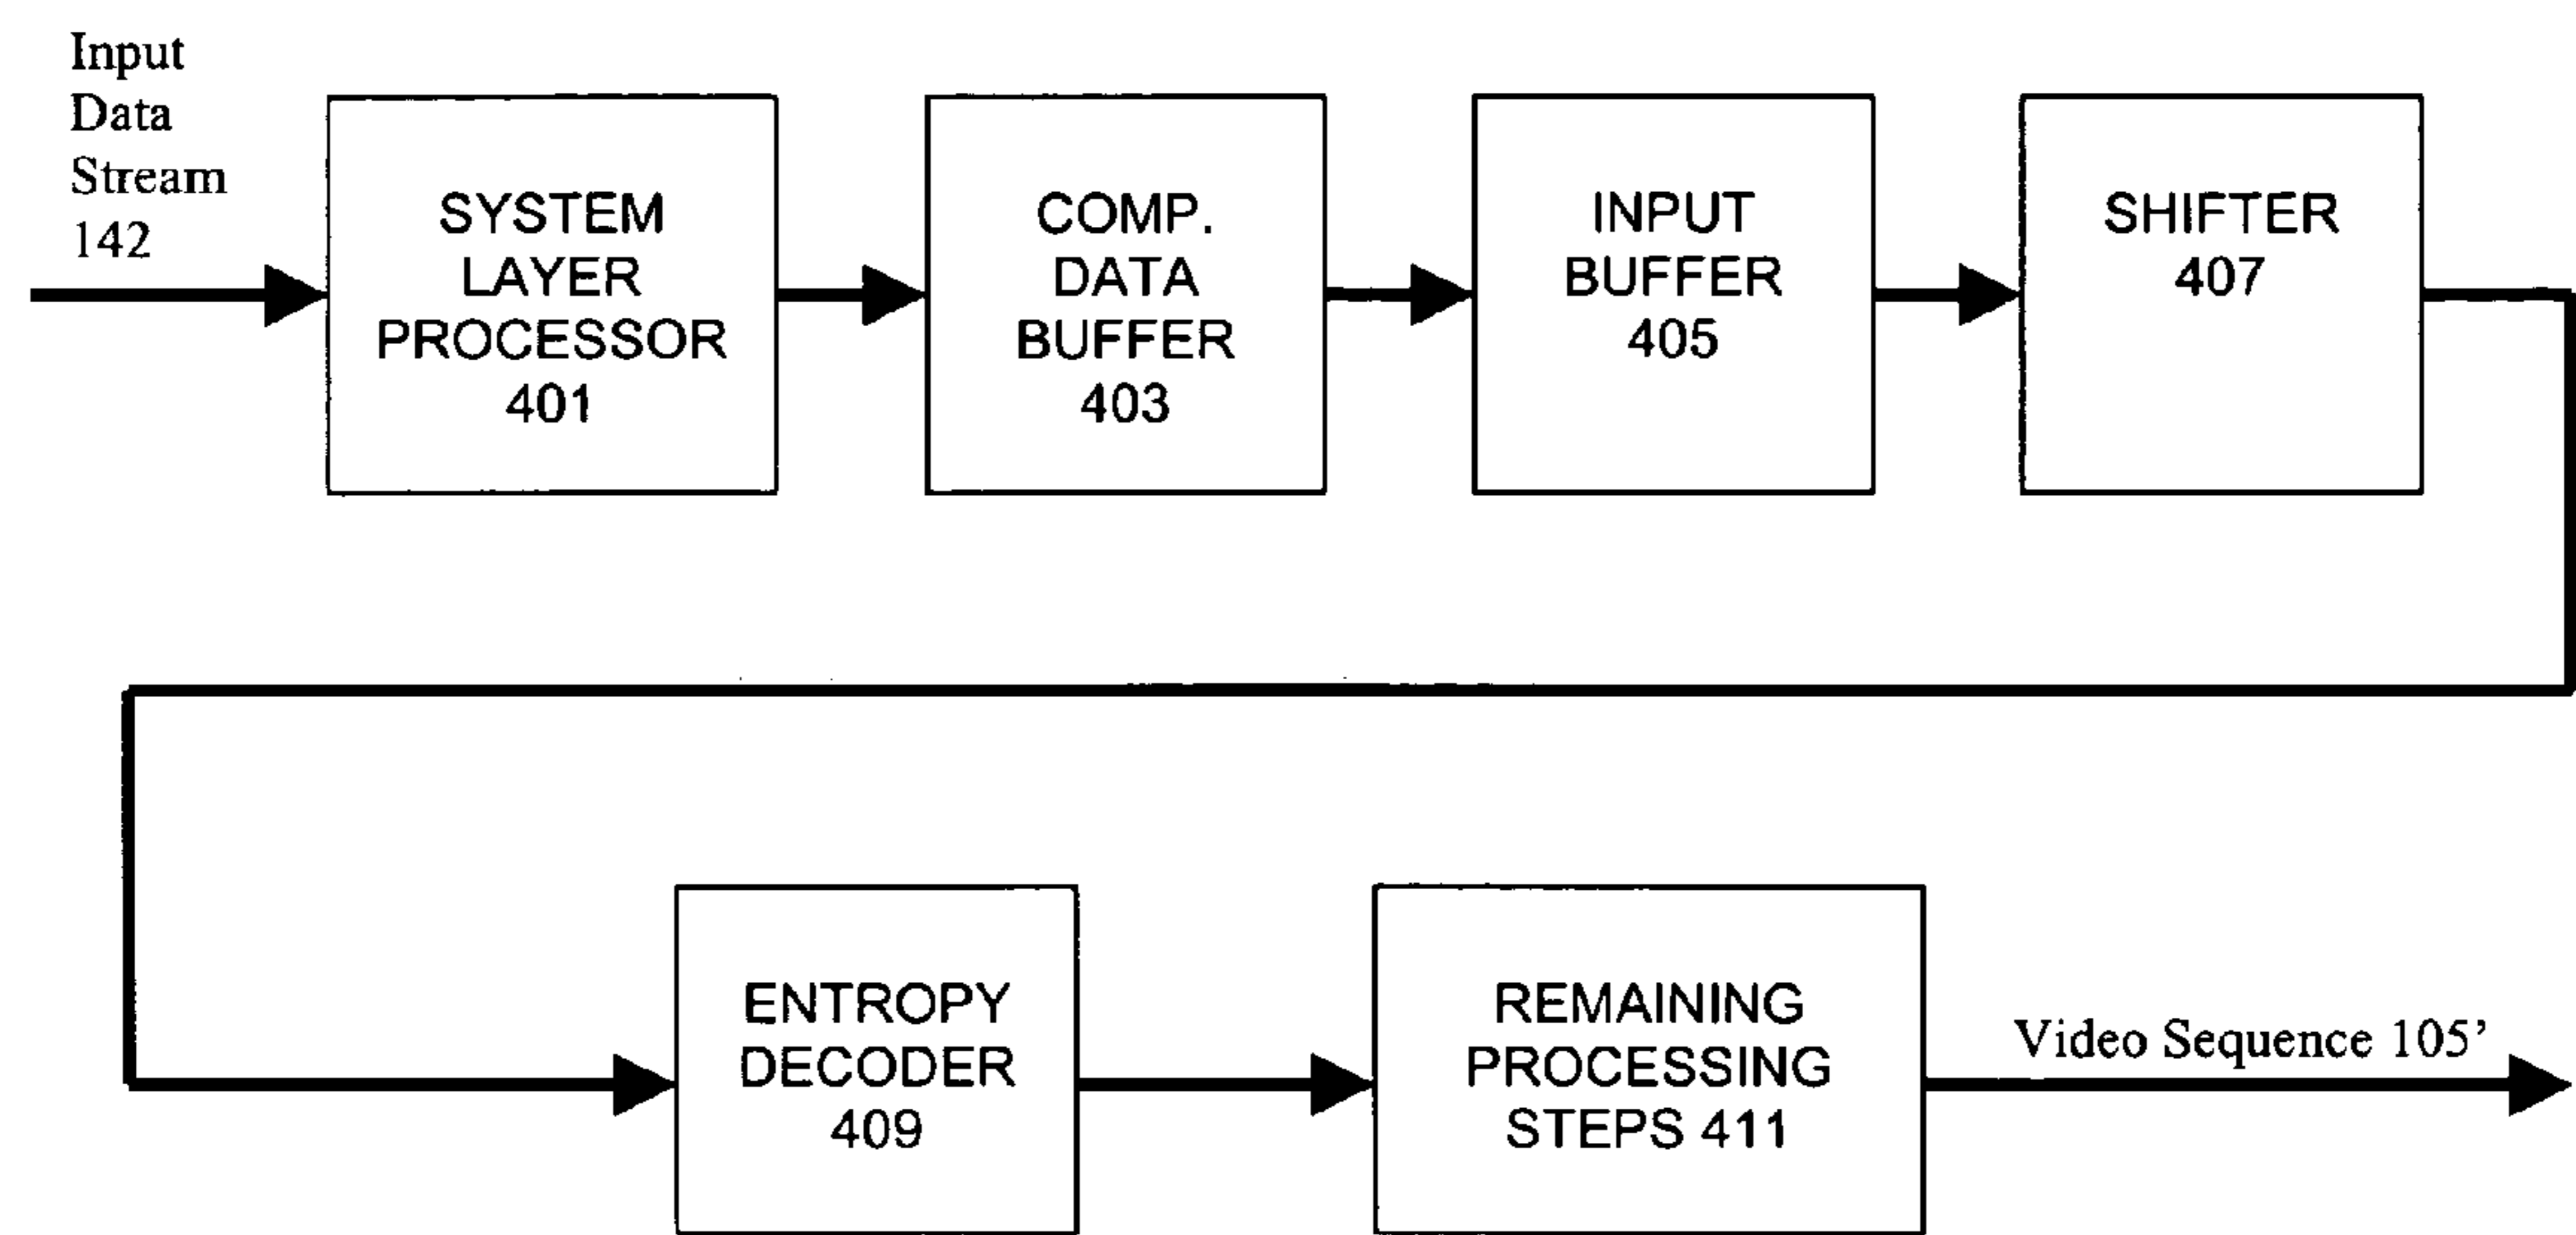 Input
Data
Stream
142
SYSTEM
LAYER
PROCESSOR
401
COMP.
DATA
BUFFER
403
INPUT
BUFFER
405
SHIFTER
407
ENTROPY
DECODER
409
REMAINING
PROCESSING
STEPS 411
Video Sequence 105’